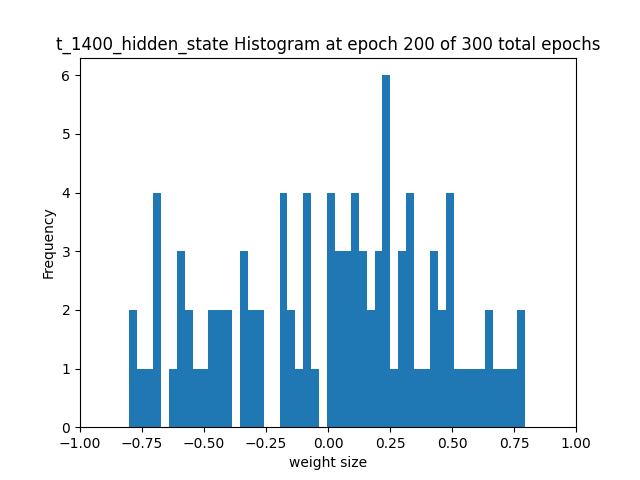 t_1400_hidden_state Histogram at epoch 200 of 300 total epochs
6
5
4
3
2
1
0
Frequency
−1.00 −0.75 −0.50 −0.25 0.00 0.25 0.50 0.75 1.00
weight size